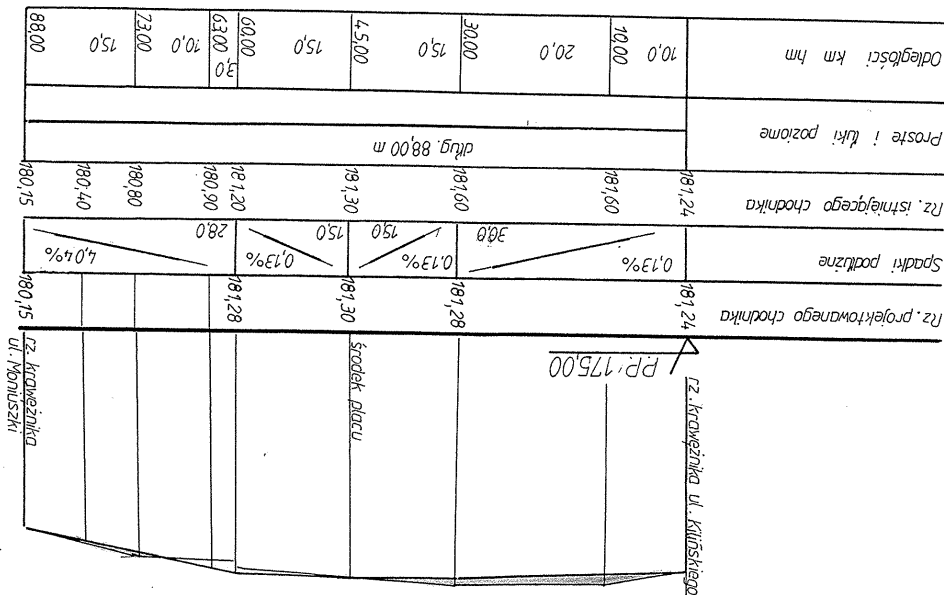 rz. krawężnika ul. Kilińskiego
środek placu
rz. krawężnika
ul. Moniuszki
P.P. 175,00
Rz. projektowanego chodnika 181,24 181,28 181,30 181,28 180,15
Spadki podłużne 0,13% 30,0 0,13% 15,0 15,0 0,13% 28,0 4,04%
Rz. istniejącego chodnika 181,24 181,60 181,60 181,30 181,20 180,90 180,80 180,40 180,15
Proste i łuki poziome dług. 88,00 m
Odległości km hm 10,0 10,00 20,0 30,00 15,0 45,00 15,0 60,00 3,0 63,00 10,0 73,00 15,0 88,00